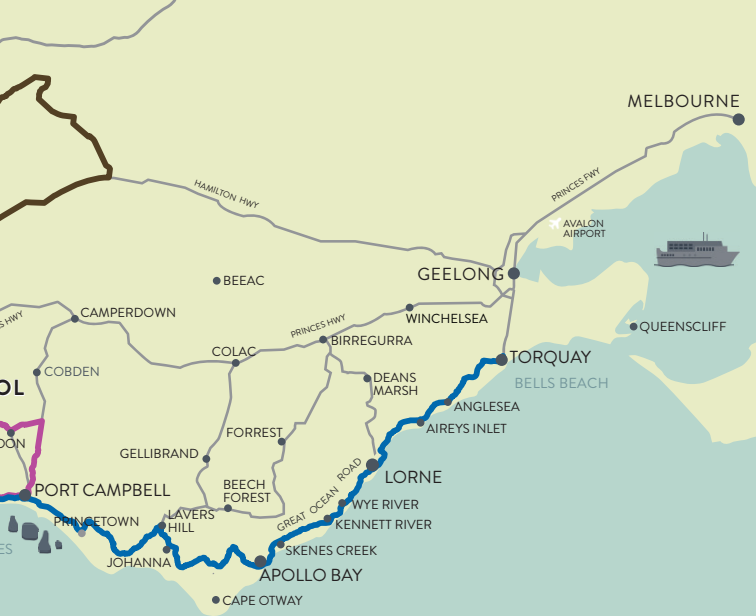 MELBOURNE
PRINCES FWY
HAMILTON HWY
AVALON
AIRPORT
GEELONG
BEEAC
CAMPERDOWN
WINCHELSEA
S HWY
PRINCES HWY
QUEENSCLIFF
BIRREGURRA
COLAC
TORQUAY
COBDEN
DEANS
MARSH
BELLS BEACH
OL
ANGLESEA
AIREYS INLET
FORREST
DON
GELLIBRAND
GREAT OCEAN ROAD
LORNE
BEECH
FOREST
PORT CAMPBELL
WYE RIVER
LAVERS
HILL
PRINCETOWN
KENNETT RIVER
ES
SKENES CREEK
JOHANNA
APOLLO BAY
CAPE OTWAY